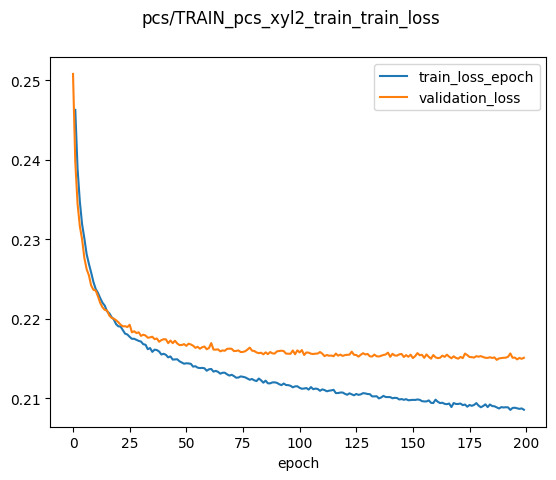 pcs/TRAIN_pcs_xyl2_train_train_loss
train_loss_epoch
validation_loss
0.25
0.24
0.23
0.22
0.21
0 25 50 75 100 125 150 175 200
epoch